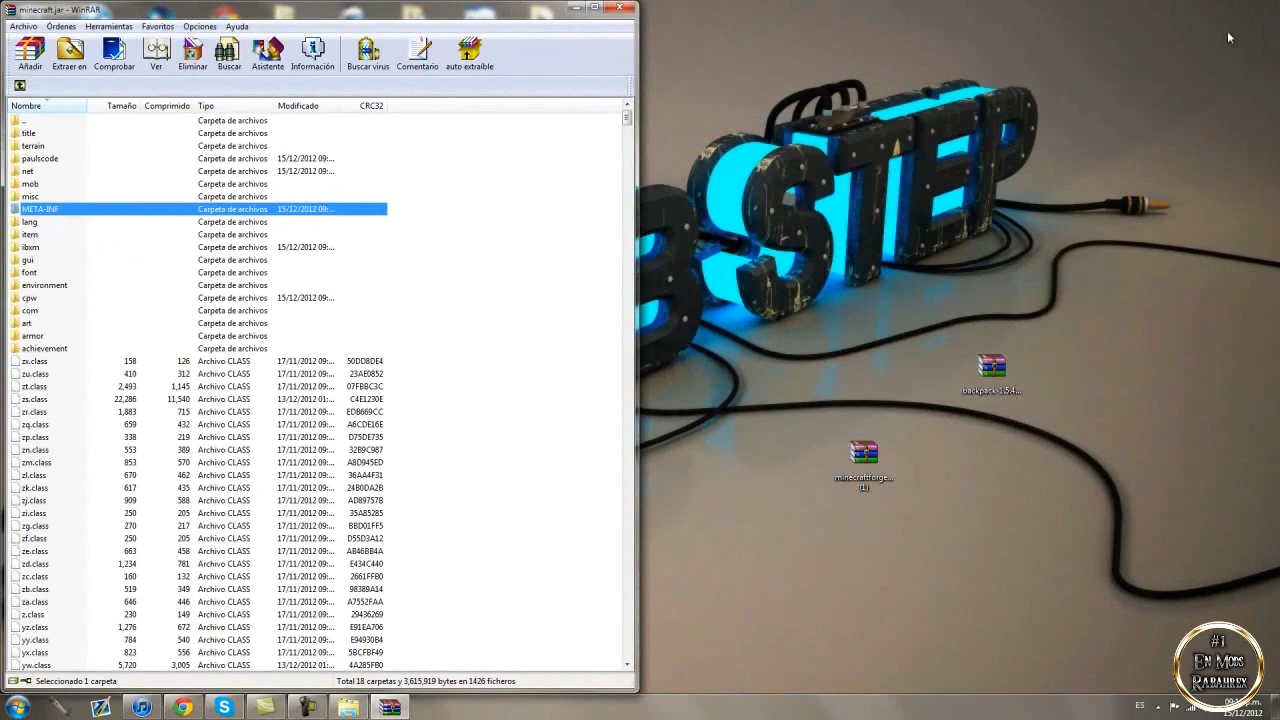 minecraft.jar - WinRAR
Archivo Órdenes Herramientas Favoritos Opciones Ayuda
Añadir Extraer en Comprobar Ver Eliminar Buscar Asistente Información Buscar virus Comentario auto extraíble
Nombre Tamaño Comprimido Tipo Modificado CRC32
.. Carpeta de archivos
title Carpeta de archivos
terrain Carpeta de archivos
paulscode Carpeta de archivos 15/12/2012 09:...
net Carpeta de archivos 15/12/2012 09:...
mob Carpeta de archivos
misc Carpeta de archivos
META-INF Carpeta de archivos 15/12/2012 09:...
lang Carpeta de archivos
item Carpeta de archivos
ibxm Carpeta de archivos 15/12/2012 09:...
gui Carpeta de archivos
font Carpeta de archivos
environment Carpeta de archivos
cpw Carpeta de archivos 15/12/2012 09:...
com Carpeta de archivos
art Carpeta de archivos
armor Carpeta de archivos
achievement Carpeta de archivos
zx.class 158 126 Archivo CLASS 17/11/2012 09:... 50DD8DE4
zu.class 410 312 Archivo CLASS 17/11/2012 09:... 23AE0852
zt.class 2,493 1,145 Archivo CLASS 17/11/2012 09:... 07FBBC3C
zs.class 22,286 11,540 Archivo CLASS 13/12/2012 01:... C4E1230E
zr.class 1,883 715 Archivo CLASS 17/11/2012 09:... EDB669CC
zq.class 659 432 Archivo CLASS 17/11/2012 09:... A6CDE16E
zp.class 338 219 Archivo CLASS 17/11/2012 09:... D75DE735
zn.class 553 389 Archivo CLASS 17/11/2012 09:... 32B9C987
zm.class 853 570 Archivo CLASS 17/11/2012 09:... A8D945ED
zl.class 670 462 Archivo CLASS 17/11/2012 09:... 36AA4F31
zk.class 617 435 Archivo CLASS 17/11/2012 09:... 24B0DA2B
zj.class 909 588 Archivo CLASS 17/11/2012 09:... AD89757B
zi.class 250 205 Archivo CLASS 17/11/2012 09:... 35A85285
zg.class 270 217 Archivo CLASS 17/11/2012 09:... BBD01FF5
zf.class 250 205 Archivo CLASS 17/11/2012 09:... D55D3A12
ze.class 663 458 Archivo CLASS 17/11/2012 09:... AB46BB4A
zd.class 1,234 781 Archivo CLASS 17/11/2012 09:... E434C440
zc.class 160 132 Archivo CLASS 17/11/2012 09:... 2661FFB0
zb.class 519 349 Archivo CLASS 17/11/2012 09:... 98389A14
za.class 646 446 Archivo CLASS 17/11/2012 09:... A7552FAA
z.class 230 149 Archivo CLASS 17/11/2012 09:... 29436269
yz.class 1,276 672 Archivo CLASS 17/11/2012 09:... E91EA706
yy.class 784 540 Archivo CLASS 17/11/2012 09:... E94930B4
yx.class 823 556 Archivo CLASS 17/11/2012 09:... 5BCFBF49
yw.class 5,720 3,005 Archivo CLASS 13/12/2012 01:... 4A285FB0
Seleccionado 1 carpeta Total 18 carpetas y 3,615,919 bytes en 1426 ficheros
B-STEP
backpack-1.5.4...
minecraftforge...
(1)
#1
EN MODS
RABAHREX
ES
15/12/2012